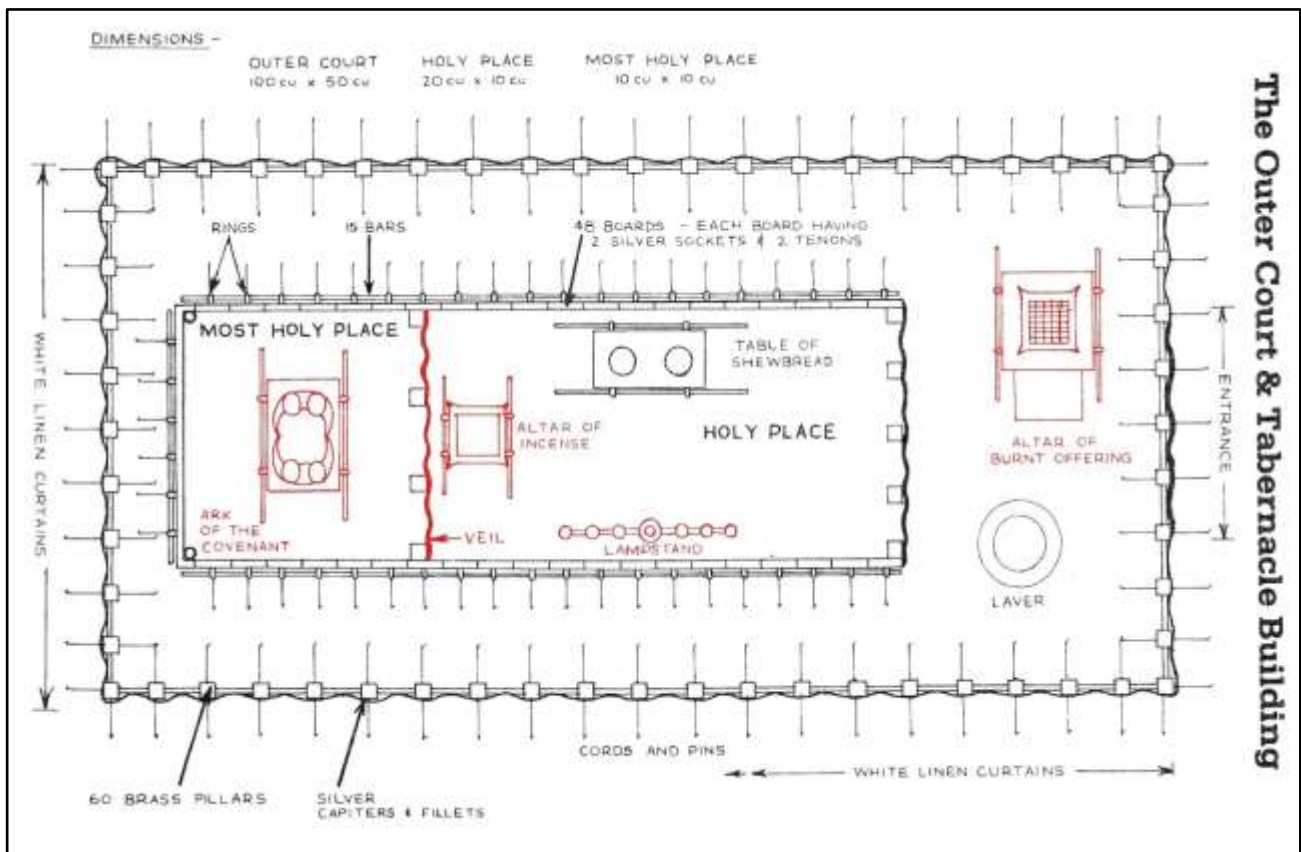 DIMENSIONS -
OUTER COURT
100 cu x 50 cu
HOLY PLACE
20 cu x 10 cu
MOST HOLY PLACE
10 cu x 10 cu
The Outer Court & Tabernacle Building
RINGS
15 BARS
48 BOARDS - EACH BOARD HAVING
2 SILVER SOCKETS & 2 TENONS
WHITE LINEN CURTAINS
MOST HOLY PLACE
TABLE OF
SHEWBREAD
ALTAR OF
INCENSE
HOLY PLACE
ENTRANCE
ALTAR OF
BURNT OFFERING
ARK
OF THE
COVENANT
VEIL
LAMPSTAND
LAVER
CORDS AND PINS
WHITE LINEN CURTAINS
60 BRASS PILLARS
SILVER
CAPITERS & FILLETS